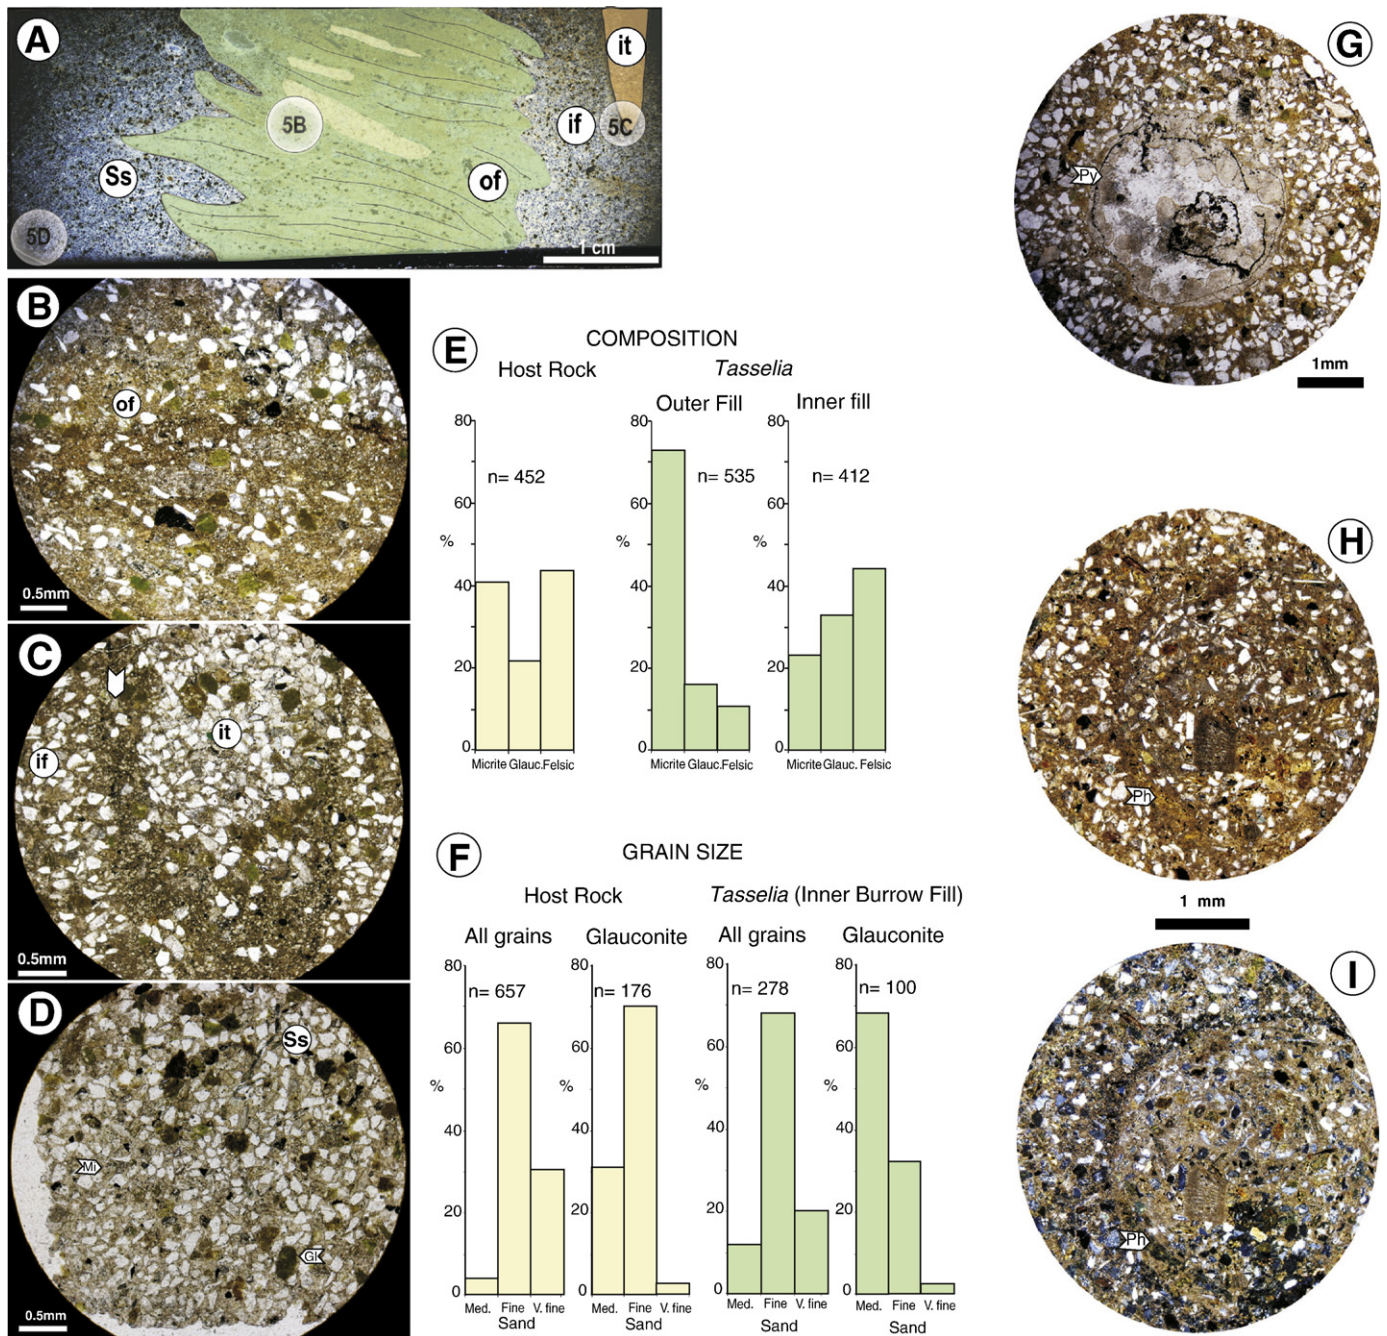 A
it
5B
if
5C
Ss
of
5D
1 cm
B
of
0.5mm
C
it
if
0.5mm
D
Ss
Mi
Gl
0.5mm
E
COMPOSITION
Host Rock
Tasselia
Outer Fill
Inner fill
80
80
80
n= 452
n= 535
n= 412
60
60
60
%
%
%
40
40
40
20
20
20
0
0
0
Micrite Glauc. Felsic
Micrite Glauc. Felsic
Micrite Glauc. Felsic
F
GRAIN SIZE
Host Rock
Tasselia (Inner Burrow Fill)
All grains
Glauconite
All grains
Glauconite
80
80
80
80
n= 657
n= 176
n= 278
n= 100
60
60
60
60
%
%
%
%
40
40
40
40
20
20
20
20
0
0
0
0
Med. Fine V. fine
Med. Fine V. fine
Med. Fine V. fine
Med. Fine V. fine
Sand
Sand
Sand
Sand
G
Py
1mm
H
Ph
1 mm
I
Ph